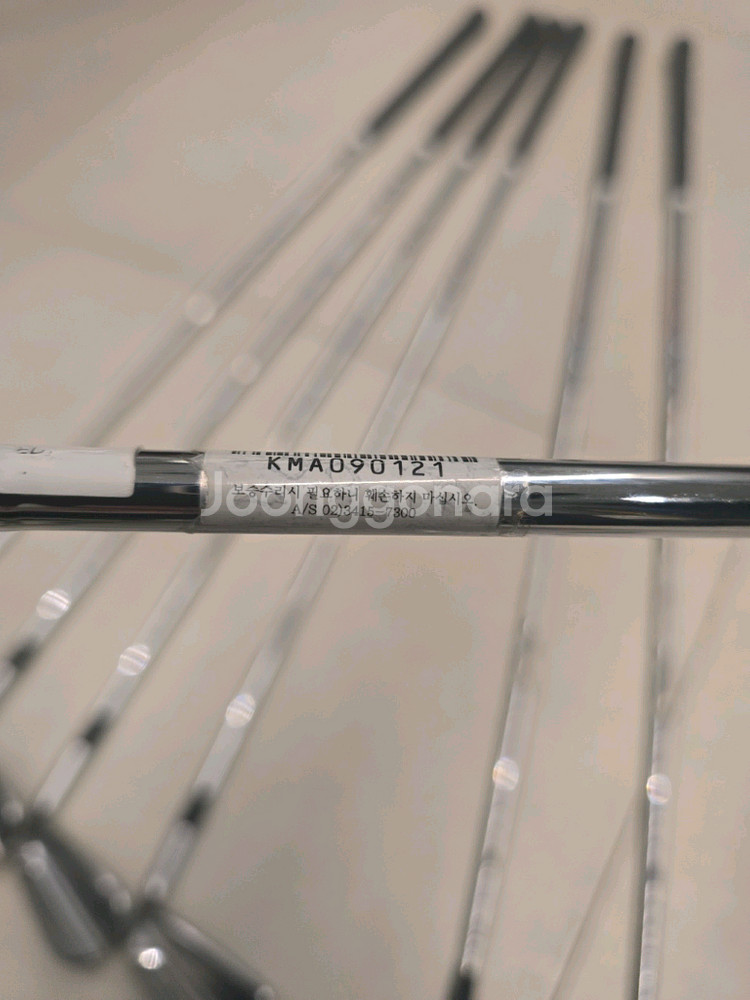 KMA090121
보증수리시 필요하니 훼손하지 마십시오.
A/S 02)3415-7300
Joonggonara